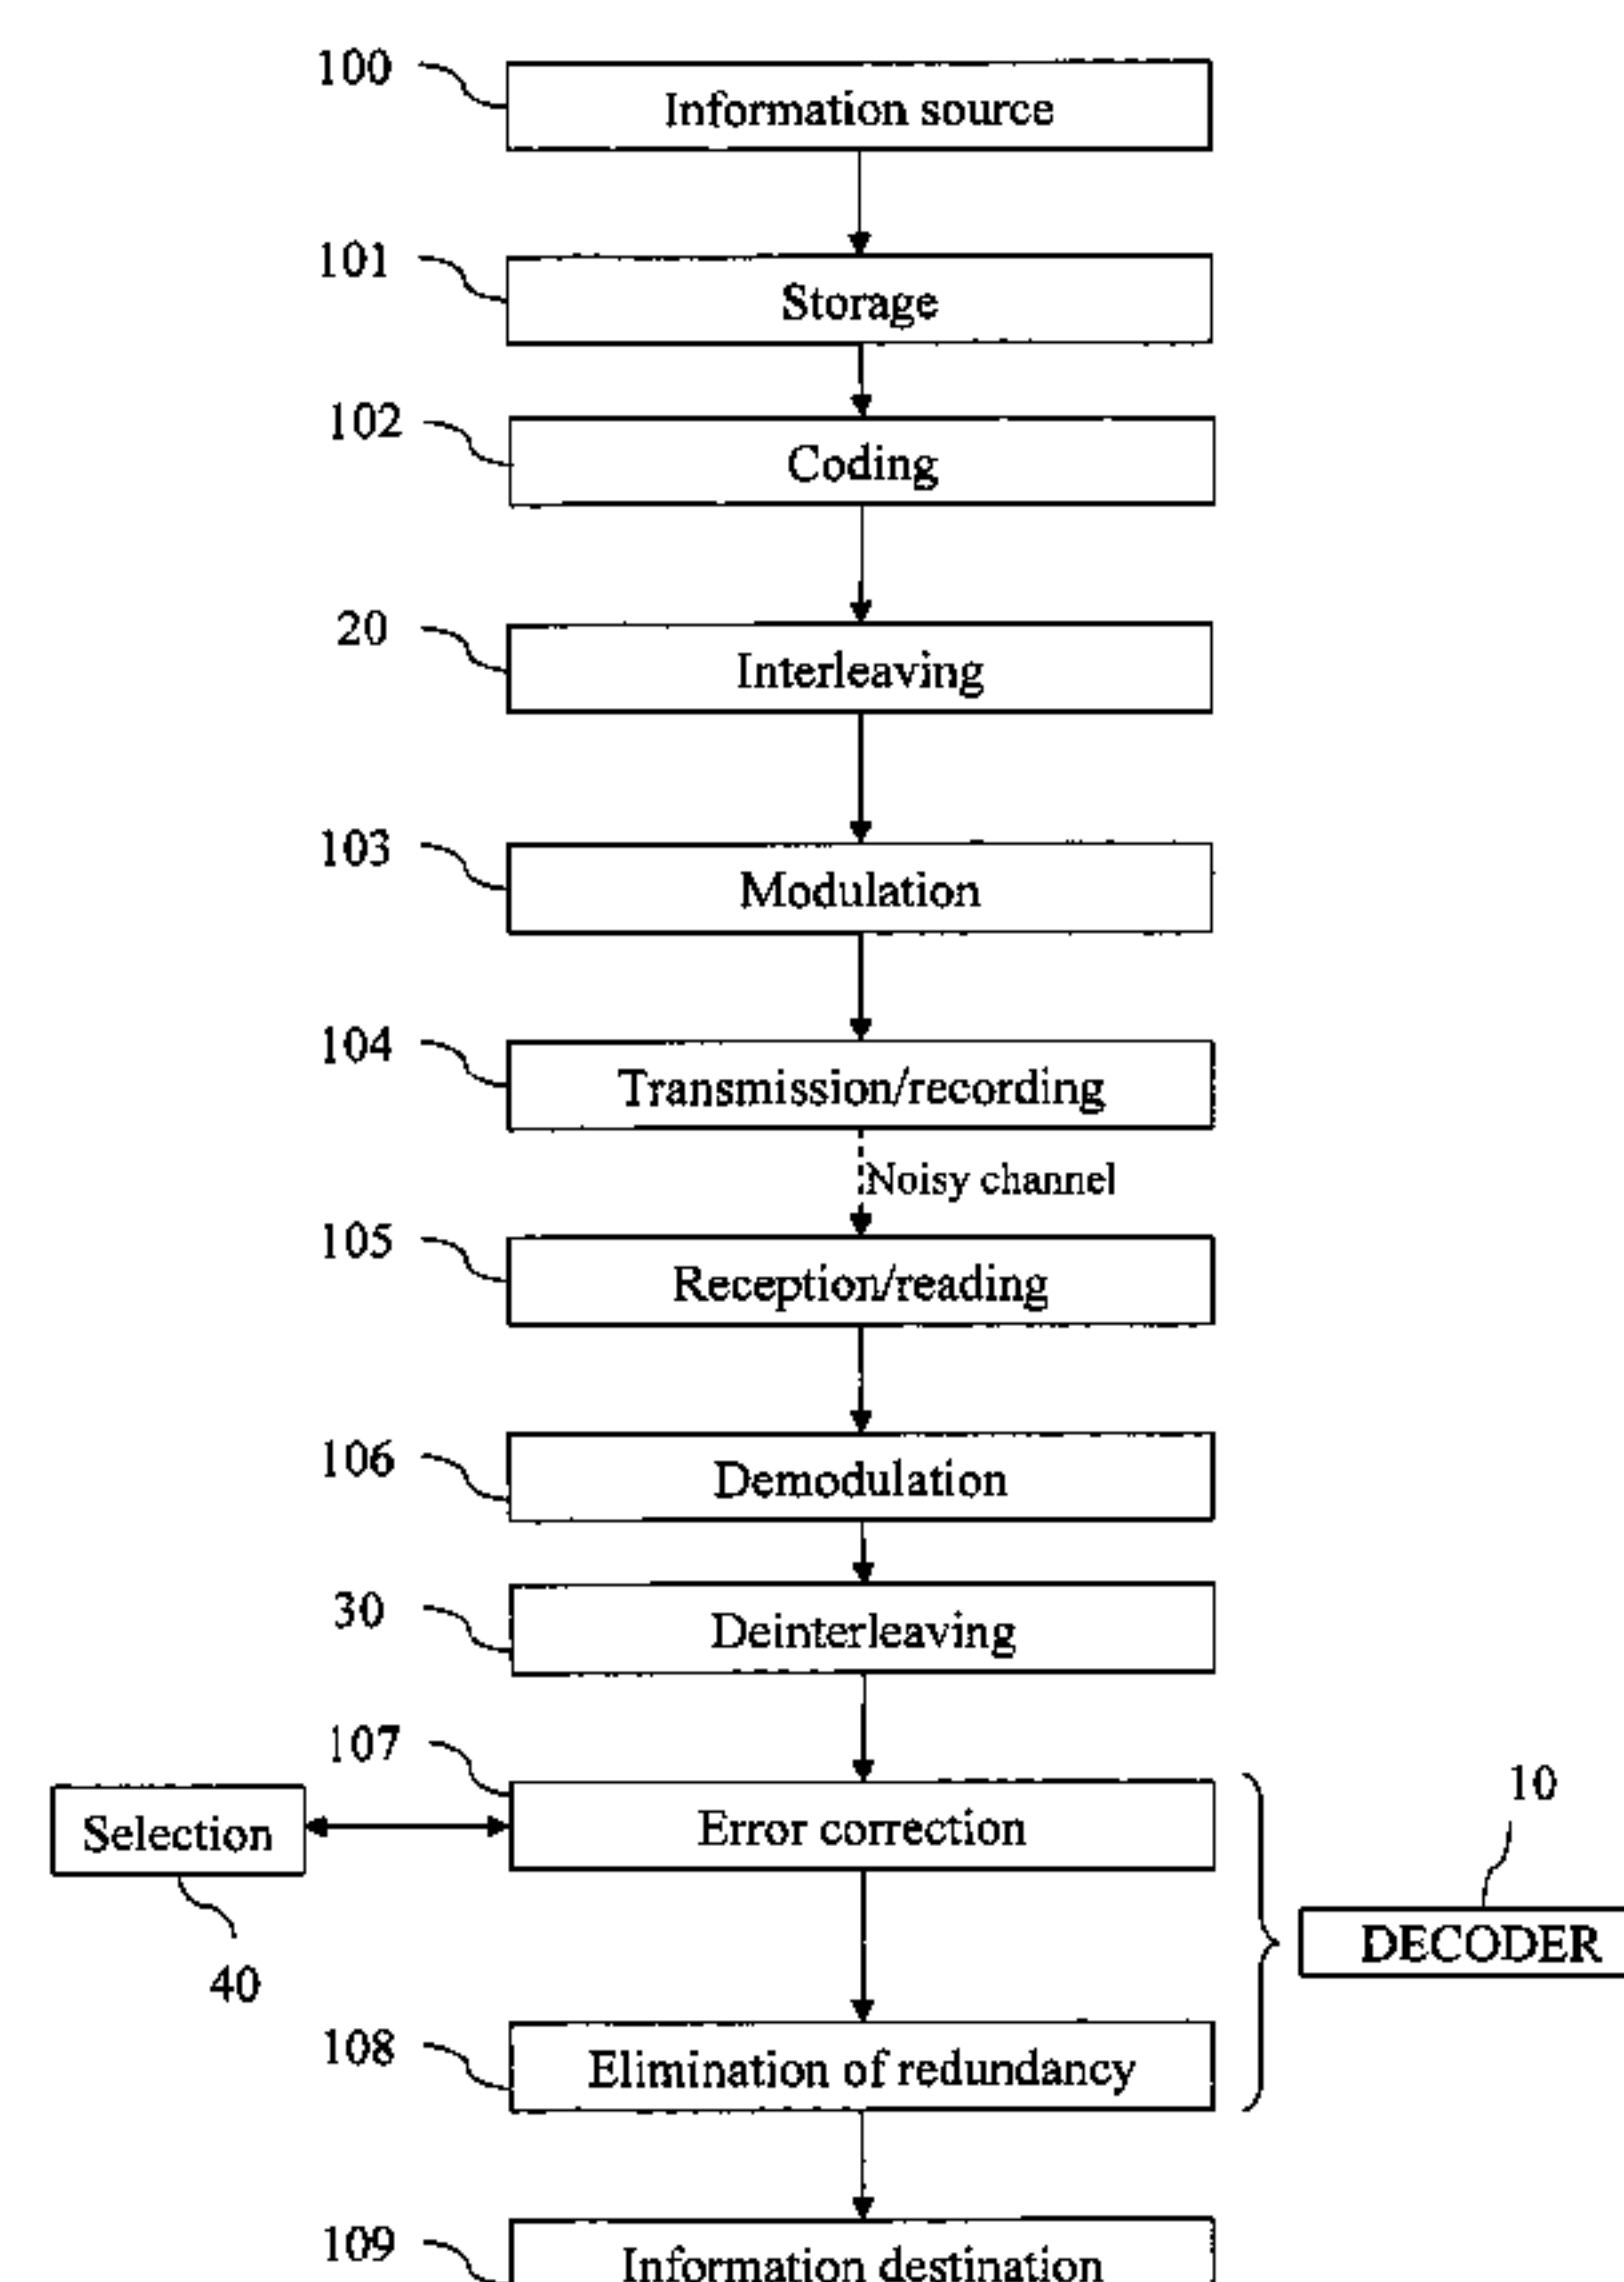 100
Information source
101
Storage
102
Coding
20
Interleaving
103
Modulation
104
Transmission/recording
Noisy channel
105
Reception/reading
106
Demodulation
30
Deinterleaving
107
Selection
Error correction
10
DECODER
40
108
Elimination of redundancy
109
Information destination